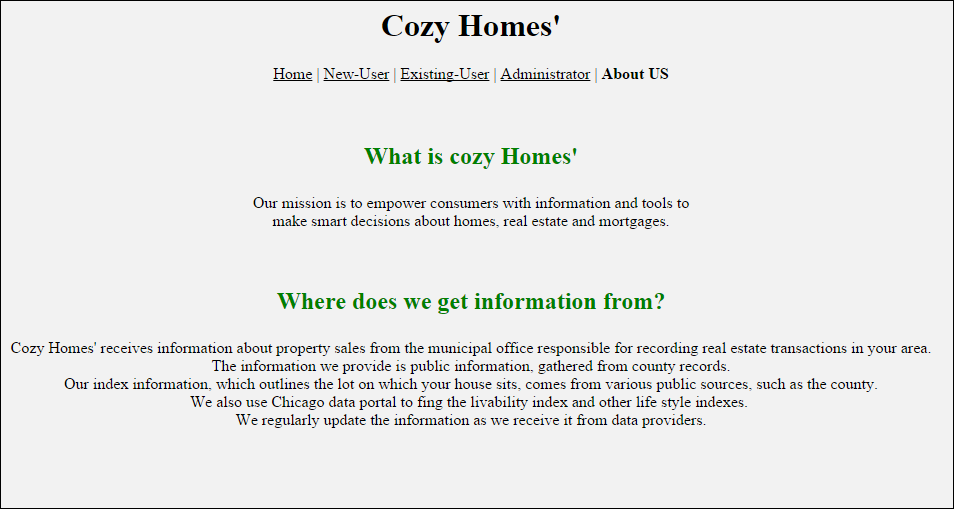 Cozy Homes'
Home | New-User | Existing-User | Administrator | About US
What is cozy Homes'
Our mission is to empower consumers with information and tools to
make smart decisions about homes, real estate and mortgages.
Where does we get information from?
Cozy Homes' receives information about property sales from the municipal office responsible for recording real estate transactions in your area.
The information we provide is public information, gathered from county records.
Our index information, which outlines the lot on which your house sits, comes from various public sources, such as the county.
We also use Chicago data portal to fing the livability index and other life style indexes.
We regularly update the information as we receive it from data providers.